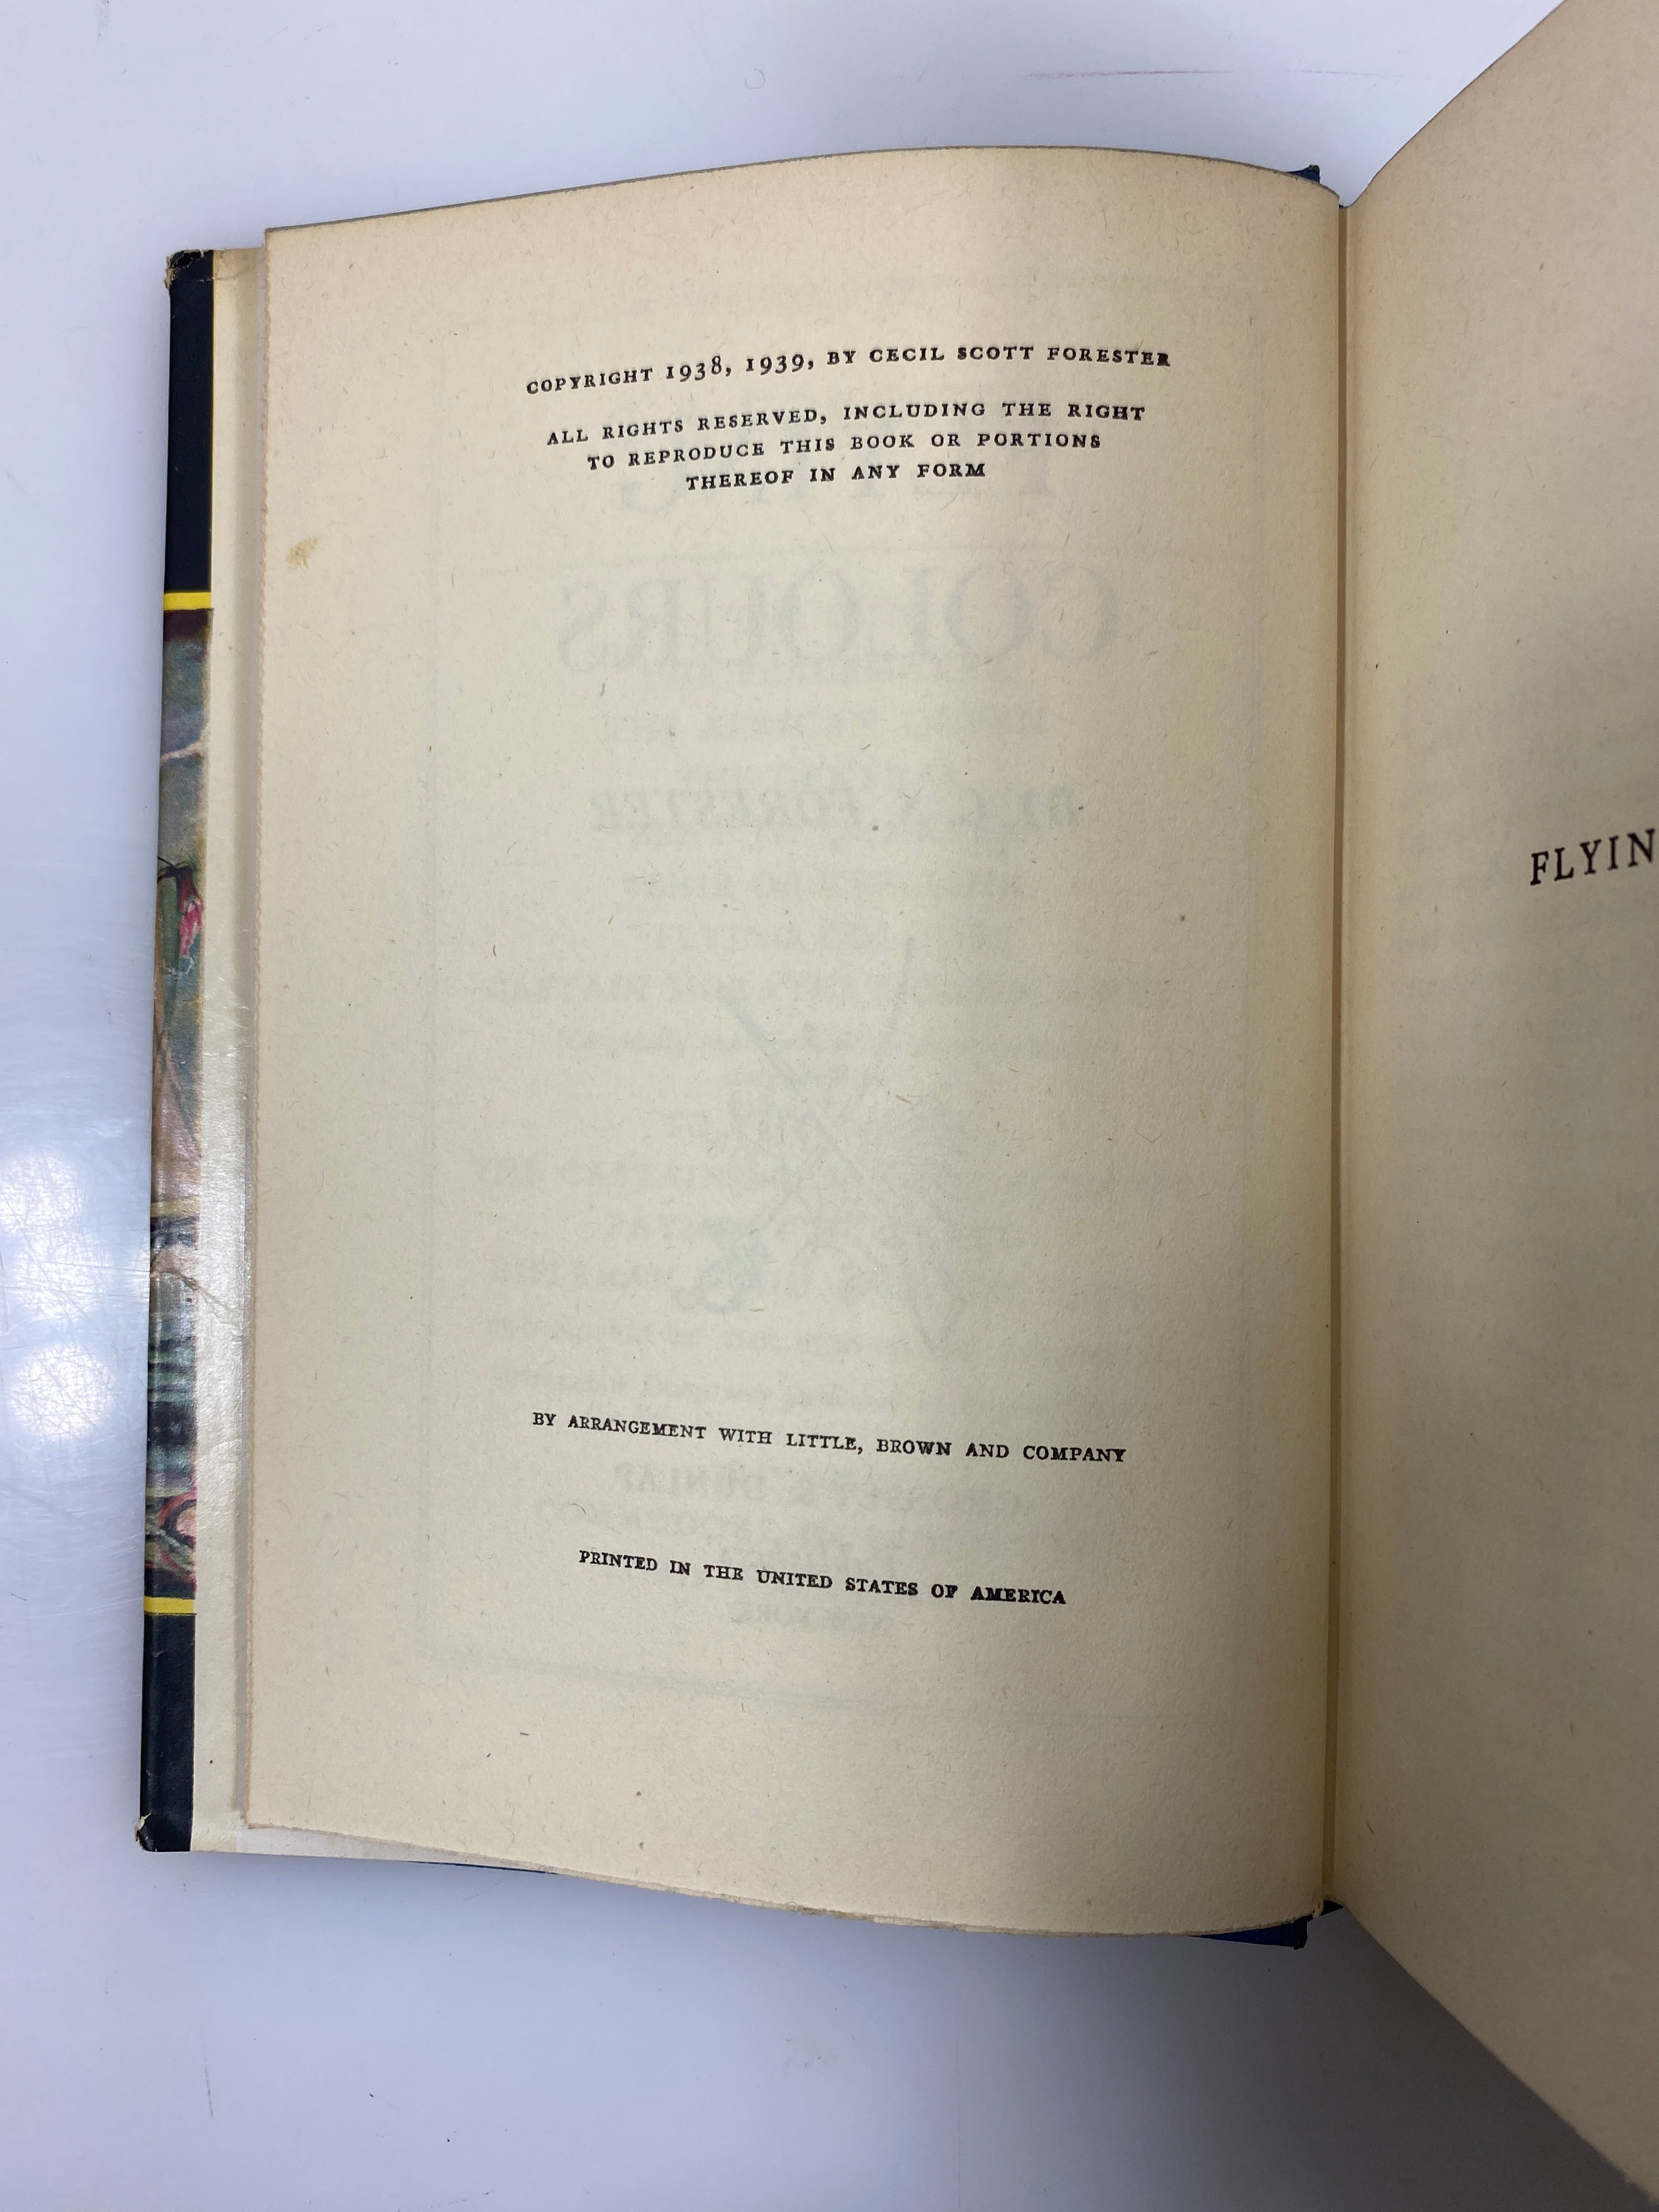 COPYRIGHT 1938, 1939, BY CECIL SCOTT FORESTER
ALL RIGHTS RESERVED, INCLUDING THE RIGHT
TO REPRODUCE THIS BOOK OR PORTIONS
THEREOF IN ANY FORM
COLOURS
FORESTER
BY ARRANGEMENT WITH LITTLE, BROWN AND COMPANY
PRINTED IN THE UNITED STATES OF AMERICA
FLYIN